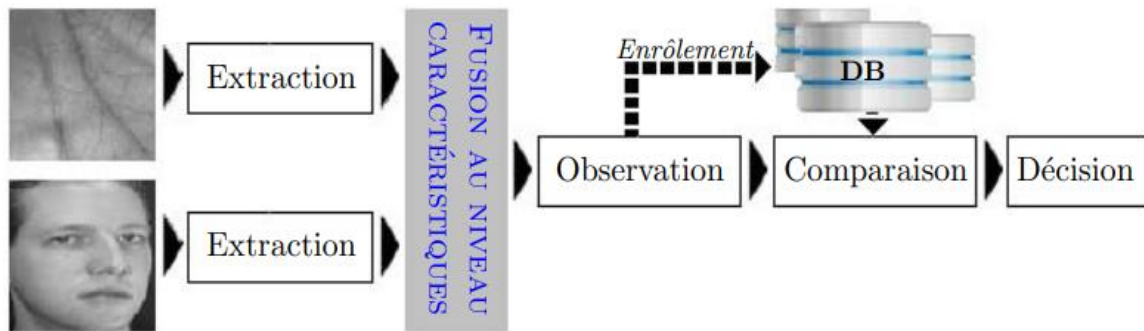 Extraction
Extraction
FUSION AU NIVEAU
CARACTÉRISTIQUES
Observation
Enrôlement
DB
Comparaison
Décision